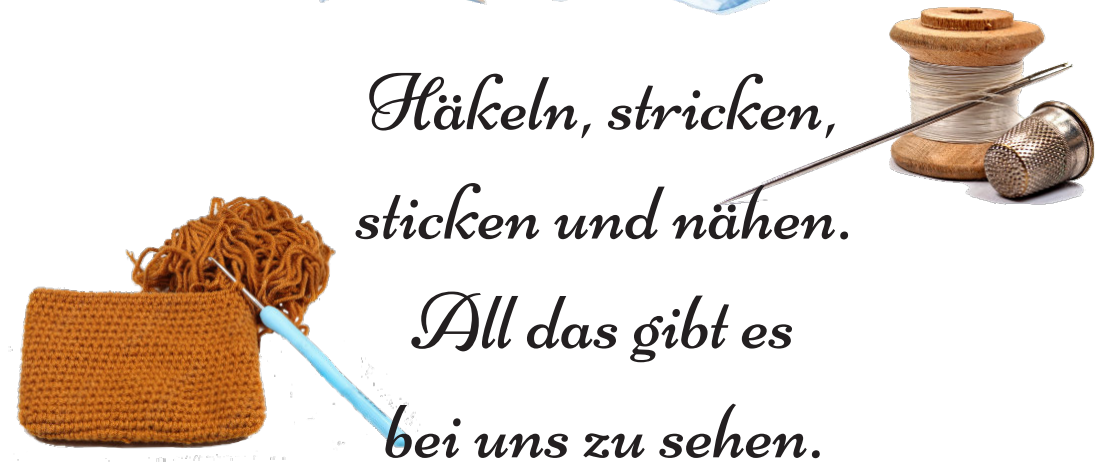 Häkeln, stricken,
sticken und nähen.
All das gibt es
bei uns zu sehen.